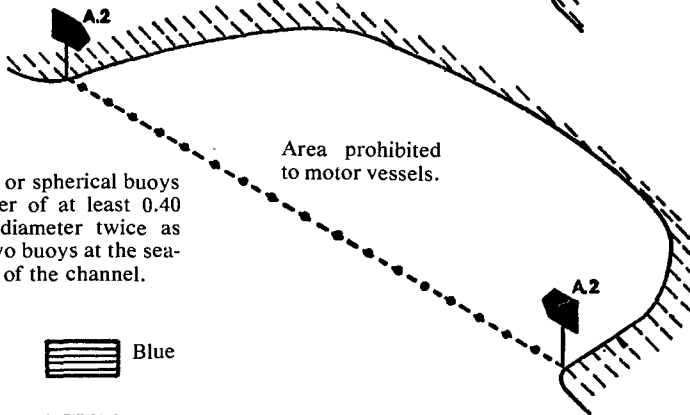 A.2
Area prohibited
to motor vessels.
or spherical buoys
er of at least 0.40
diameter twice as
vo buoys at the sea-
of the channel.
A.2
Blue